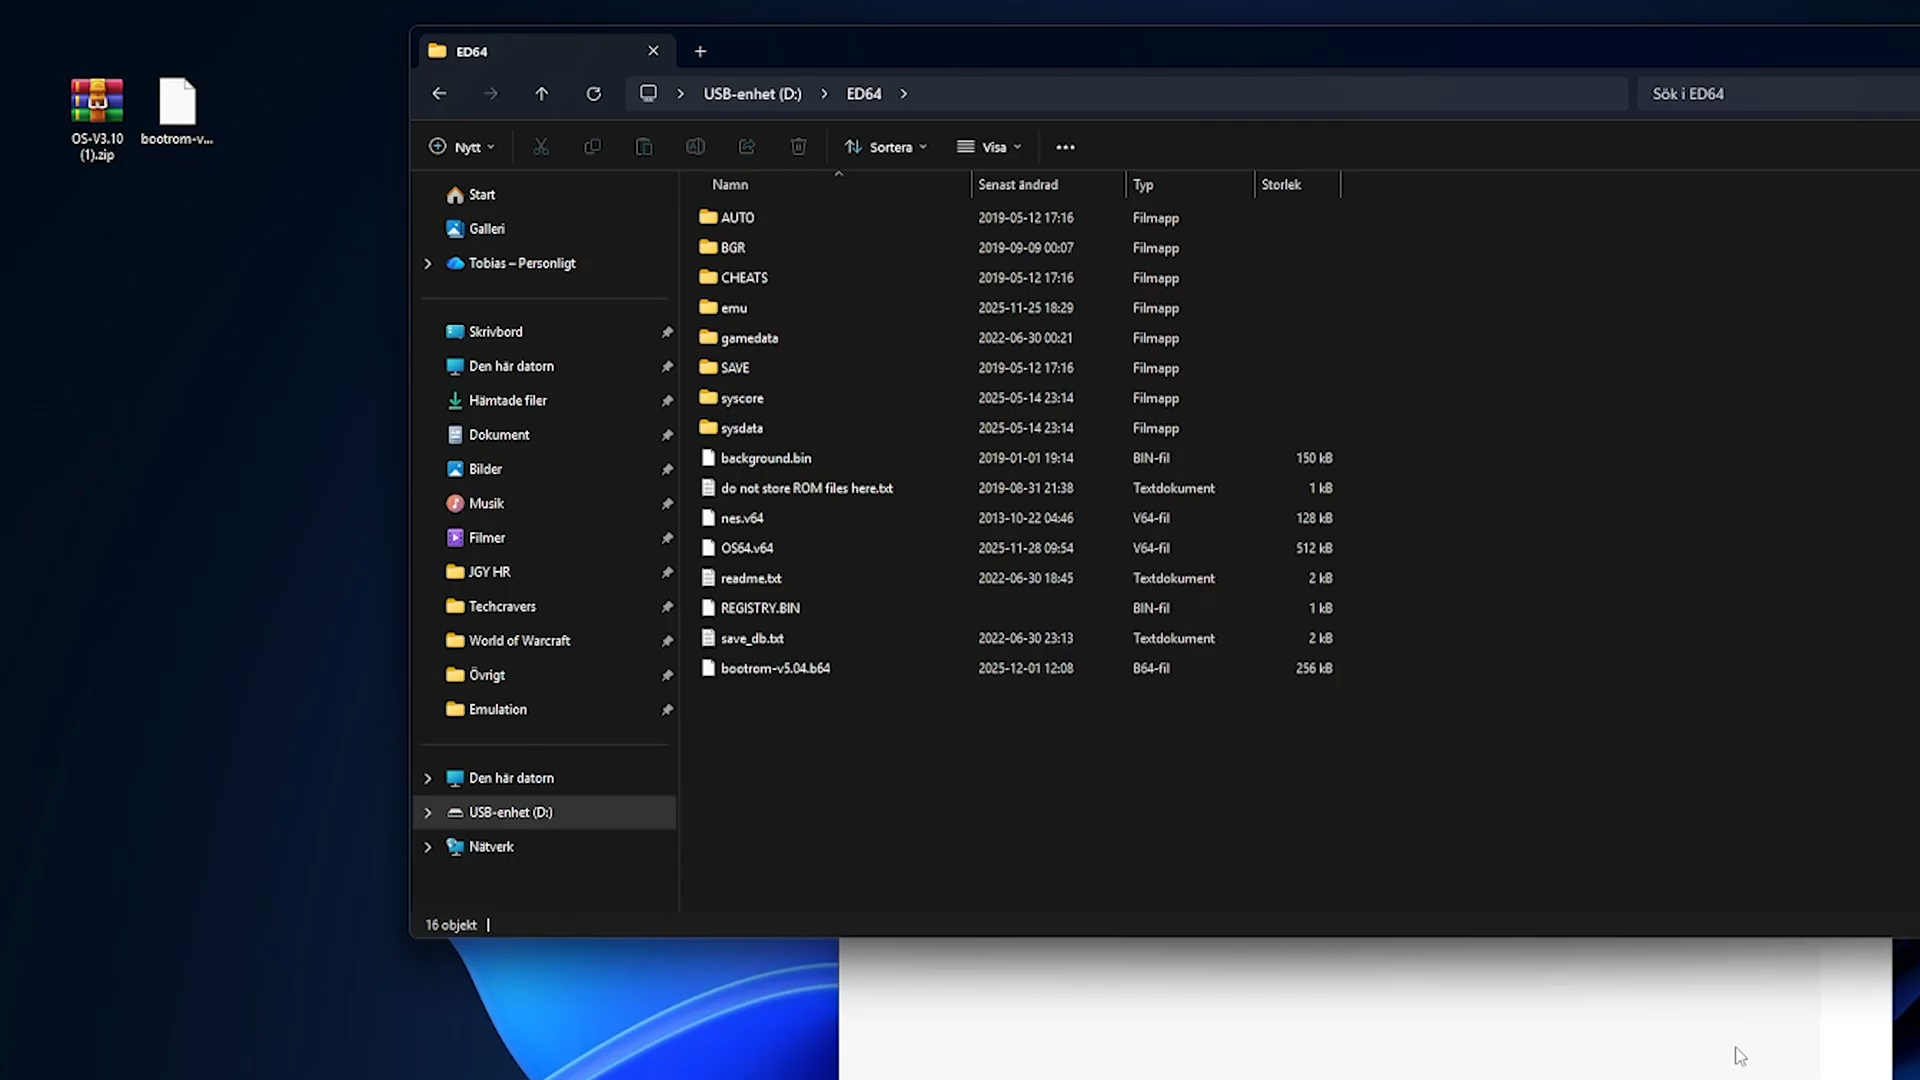 OS-V3.10
(1).zip
bootrom-v...
ED64
USB-enhet (D:)
ED64
Sök i ED64
Nytt
Sortera
Visa
Start
Galleri
Tobias – Personligt
Skrivbord
Den här datorn
Hämtade filer
Dokument
Bilder
Musik
Filmer
JGY HR
Techcravers
World of Warcraft
Övrigt
Emulation
Den här datorn
USB-enhet (D:)
Nätverk
Namn Senast ändrad Typ Storlek
AUTO 2019-05-12 17:16 Filmapp
BGR 2019-09-09 00:07 Filmapp
CHEATS 2019-05-12 17:16 Filmapp
emu 2025-11-25 18:29 Filmapp
gamedata 2022-06-30 00:21 Filmapp
SAVE 2019-05-12 17:16 Filmapp
syscore 2025-05-14 23:14 Filmapp
sysdata 2025-05-14 23:14 Filmapp
background.bin 2019-01-01 19:14 BIN-fil 150 kB
do not store ROM files here.txt 2019-08-31 21:38 Textdokument 1 kB
nes.v64 2013-10-22 04:46 V64-fil 128 kB
OS64.v64 2025-11-28 09:54 V64-fil 512 kB
readme.txt 2022-06-30 18:45 Textdokument 2 kB
REGISTRY.BIN BIN-fil 1 kB
save_db.txt 2022-06-30 23:13 Textdokument 2 kB
bootrom-v5.04.b64 2025-12-01 12:08 B64-fil 256 kB
16 objekt